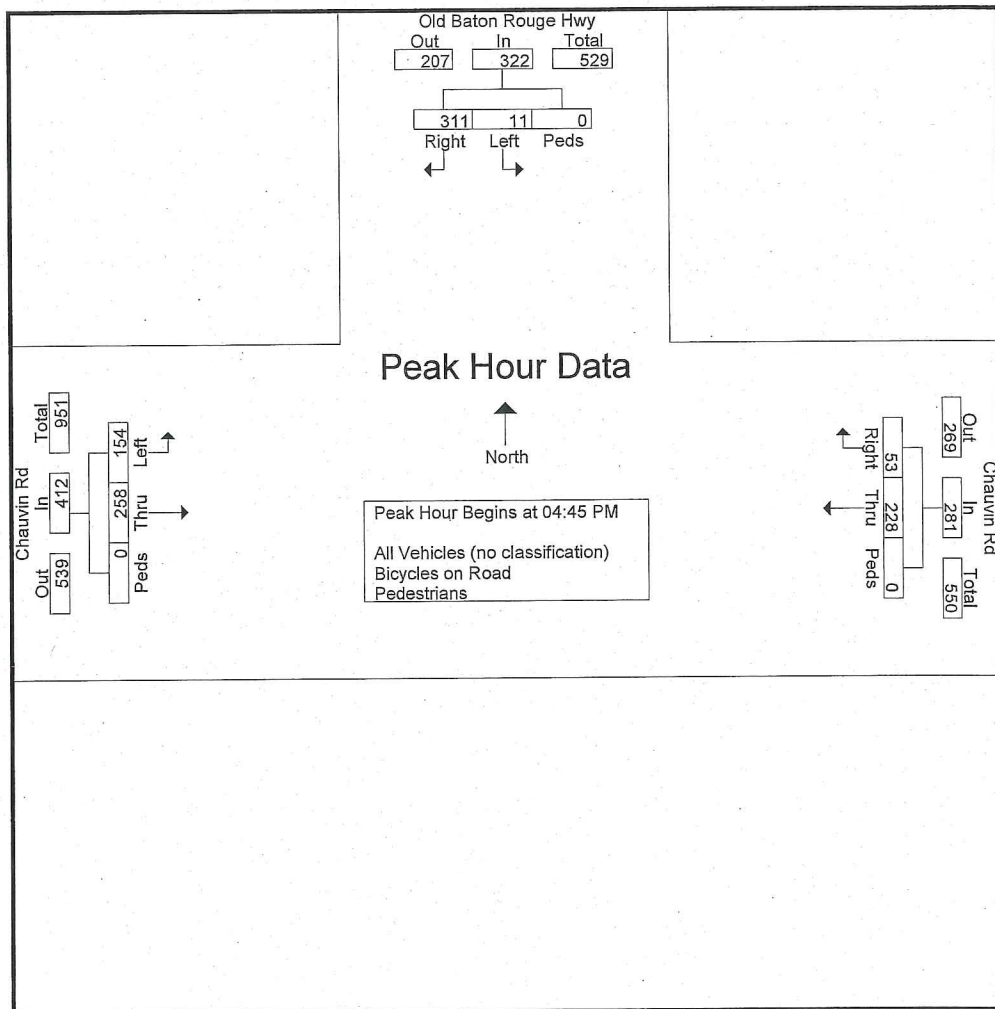 Old Baton Rouge Hwy
Out In Total
207 322 529
311 11 0
Right Left Peds
Peak Hour Data
North
Peak Hour Begins at 04:45 PM
All Vehicles (no classification)
Bicycles on Road
Pedestrians
Chauvin Rd
Out In Total
539 412 951
0 258 154
Peds Thru Left
Chauvin Rd
Out In Total
269 281 550
53 228 0
Right Thru Peds